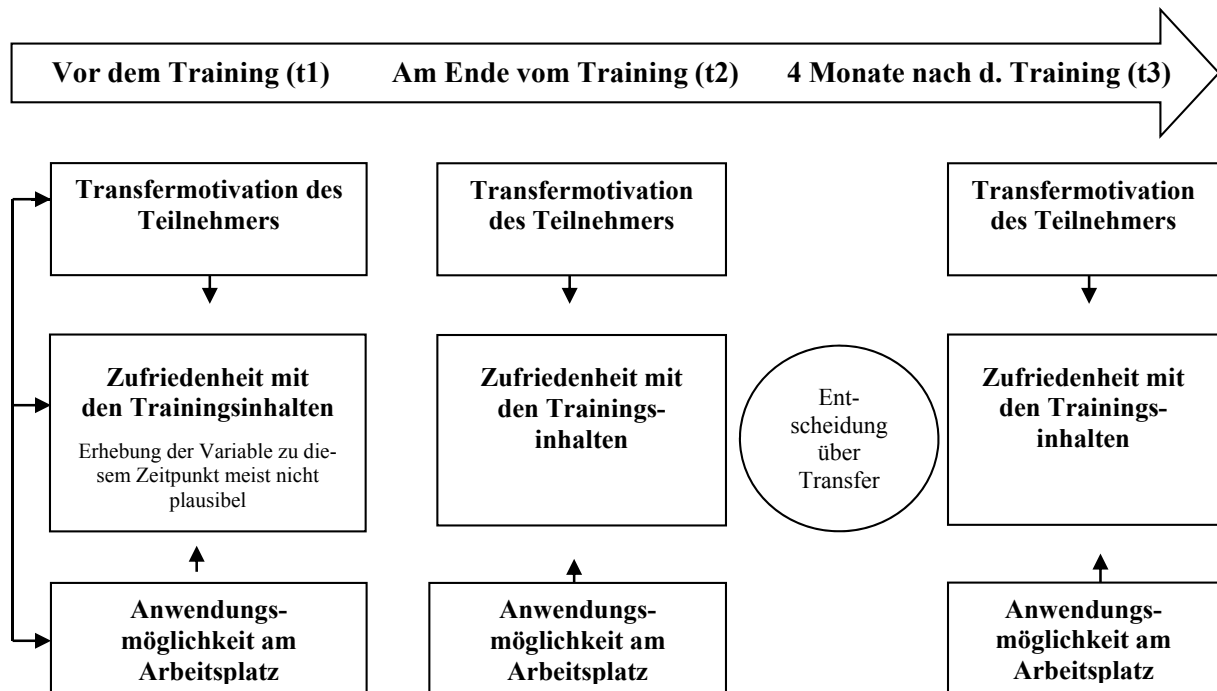 Vor dem Training (t1) Am Ende vom Training (t2) 4 Monate nach d. Training (t3)
Transfermotivation des
Teilnehmers
Transfermotivation
des Teilnehmers
Transfermotivation
des Teilnehmers
Zufriedenheit mit
den Trainingsinhalten
Erhebung der Variable zu die-
sem Zeitpunkt meist nicht
plausibel
Zufriedenheit mit
den Trainings-
inhalten
Ent-
scheidung
über
Transfer
Zufriedenheit mit
den Trainings-
inhalten
Anwendungs-
möglichkeit am
Arbeitsplatz
Anwendungs-
möglichkeit am
Arbeitsplatz
Anwendungs-
möglichkeit am
Arbeitsplatz